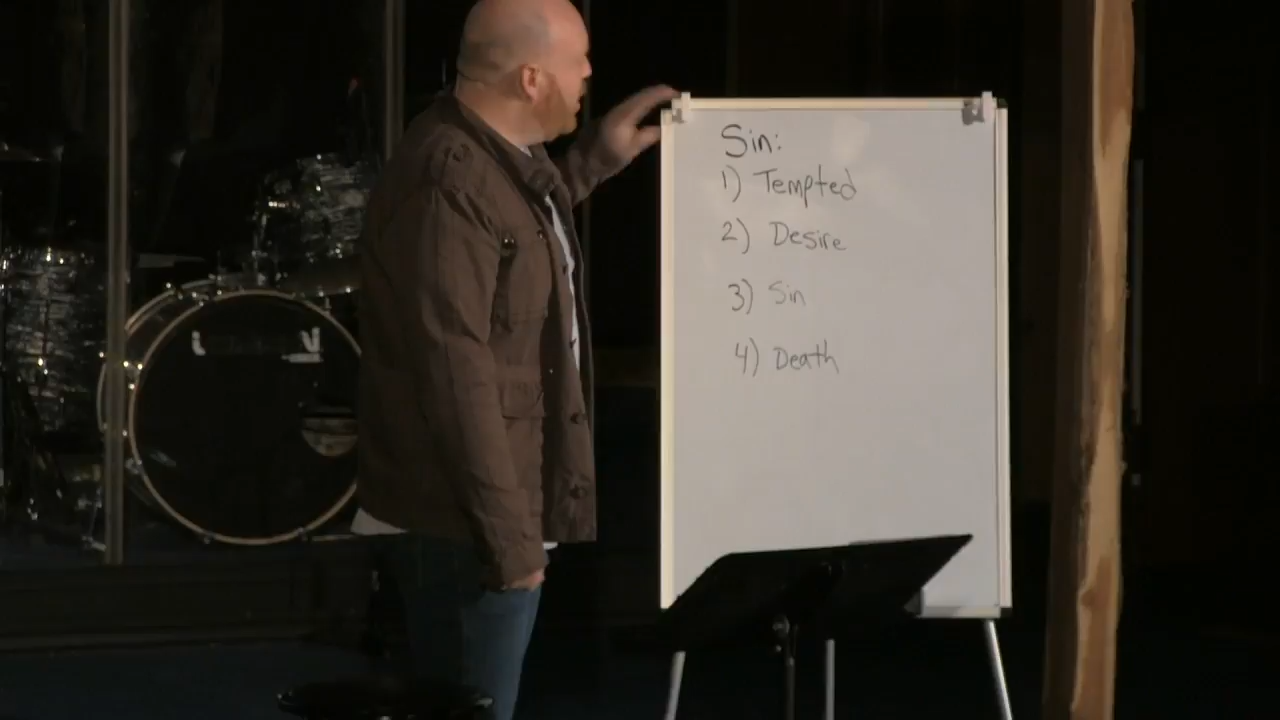 Sin:
1) Tempted
2) Desire
3) Sin
4) Death